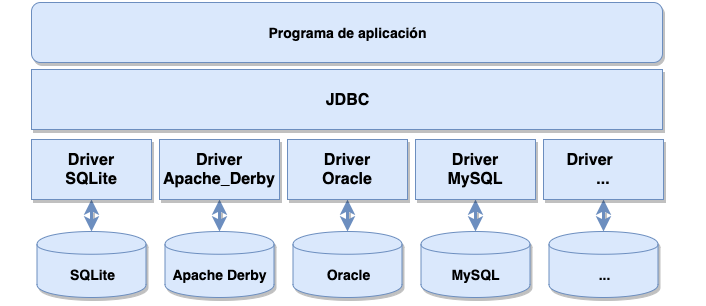 Programa de aplicación
JDBC
Driver
SQLite
Driver
Apache_Derby
Driver
Oracle
Driver
MySQL
Driver
...
SQLite
Apache Derby
Oracle
MySQL
...